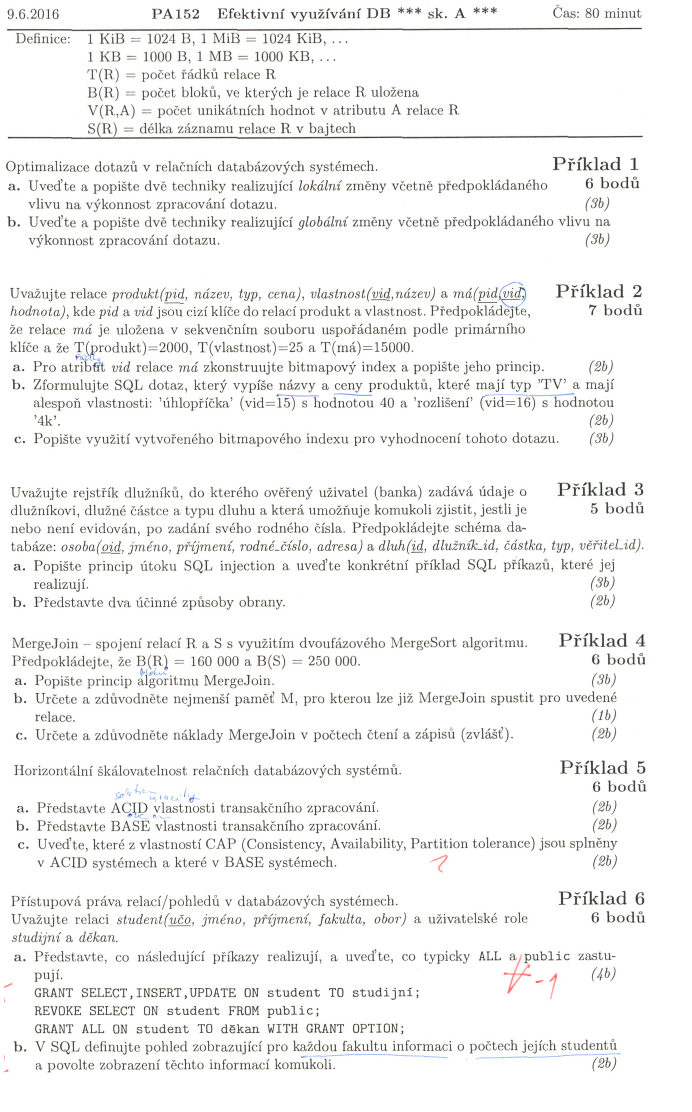 9.6.2016 PA152 Efektivní využívání DB *** sk. A *** Čas: 80 minut
Definice: 1 KiB = 1024 B, 1 MiB = 1024 KiB, ...
1 KB = 1000 B, 1 MB = 1000 KB, ...
T(R) = počet řádků relace R
B(R) = počet bloků, ve kterých je relace R uložena
V(R,A) = počet unikátních hodnot v atributu A relace R
S(R) = délka záznamu relace R v bajtech
Optimalizace dotazů v relačních databázových systémech. Příklad 1
a. Uveďte a popište dvě techniky realizující lokální změny včetně předpokládaného 6 bodů
vlivu na výkonnost zpracování dotazu. (3b)
b. Uveďte a popište dvě techniky realizující globální změny včetně předpokládaného vlivu na
výkonnost zpracování dotazu. (3b)
Uvažujte relace produkt(pid, název, typ, cena), vlastnost(vid,název) a má(pid,vid, Příklad 2
hodnota), kde pid a vid jsou cizí klíče do relací produkt a vlastnost. Předpokládejte, 7 bodů
že relace má je uložena v sekvenčním souboru uspořádaném podle primárního
klíče a že T(produkt)=2000, T(vlastnost)=25 a T(má)=15000.
a. Pro atribut vid relace má zkonstruujte bitmapový index a popište jeho princip. (2b)
b. Zformulujte SQL dotaz, který vypíše názvy a ceny produktů, které mají typ 'TV' a mají
alespoň vlastnosti: 'úhlopříčka' (vid=15) s hodnotou 40 a 'rozlišení' (vid=16) s hodnotou
'4k'. (2b)
c. Popište využití vytvořeného bitmapového indexu pro vyhodnocení tohoto dotazu. (3b)
Uvažujte rejstřík dlužníků, do kterého ověřený uživatel (banka) zadává údaje o Příklad 3
dlužníkovi, dlužné částce a typu dluhu a která umožňuje komukoli zjistit, jestli je 5 bodů
nebo není evidován, po zadání svého rodného čísla. Předpokládejte schéma da-
tabáze: osoba(oid, jméno, příjmení, rodné_číslo, adresa) a dluh(id, dlužník_id, částka, typ, věřitel_id).
a. Popište princip útoku SQL injection a uveďte konkrétní příklad SQL příkazů, které jej
realizují. (3b)
b. Představte dva účinné způsoby obrany. (2b)
MergeJoin – spojení relací R a S s využitím dvoufázového MergeSort algoritmu. Příklad 4
Předpokládejte, že B(R) = 160 000 a B(S) = 250 000. 6 bodů
a. Popište princip algoritmu MergeJoin. (3b)
b. Určete a zdůvodněte nejmenší paměť M, pro kterou lze již MergeJoin spustit pro uvedené
relace. (1b)
c. Určete a zdůvodněte náklady MergeJoin v počtech čtení a zápisů (zvlášť). (2b)
Horizontální škálovatelnost relačních databázových systémů. Příklad 5
6 bodů
a. Představte ACID vlastnosti transakčního zpracování. (2b)
b. Představte BASE vlastnosti transakčního zpracování. (2b)
c. Uveďte, které z vlastností CAP (Consistency, Availability, Partition tolerance) jsou splněny
v ACID systémech a které v BASE systémech. (2b)
Přístupová práva relací/pohledů v databázových systémech. Příklad 6
Uvažujte relaci student(učo, jméno, příjmení, fakulta, obor) a uživatelské role 6 bodů
studijní a děkan.
a. Představte, co následující příkazy realizují, a uveďte, co typicky ALL a public zastu-
pují. (4b)
-1
GRANT SELECT,INSERT,UPDATE ON student TO studijní;
REVOKE SELECT ON student FROM public;
GRANT ALL ON student TO děkan WITH GRANT OPTION;
b. V SQL definujte pohled zobrazující pro každou fakultu informaci o počtech jejích studentů
a povolte zobrazení těchto informací komukoli. (2b)